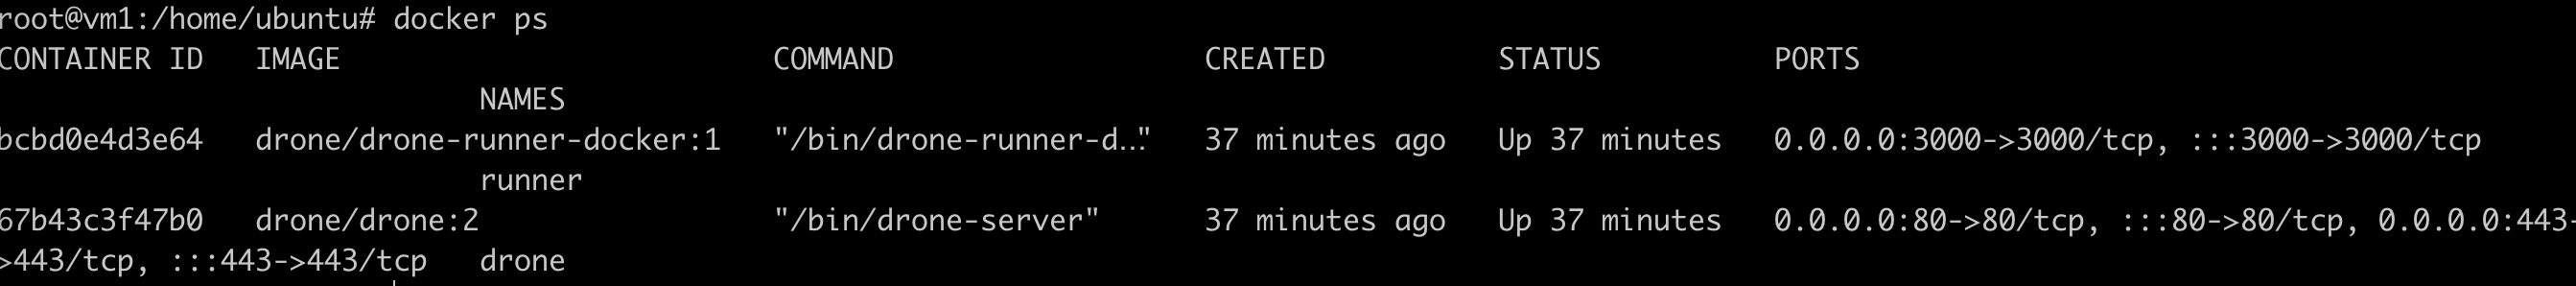 root@vm1:/home/ubuntu# docker ps
CONTAINER ID   IMAGE                         COMMAND                  CREATED          STATUS          PORTS
                            NAMES
bcbd0e4d3e64   drone/drone-runner-docker:1   "/bin/drone-runner-d…"   37 minutes ago   Up 37 minutes   0.0.0.0:3000->3000/tcp, :::3000->3000/tcp
                            runner
67b43c3f47b0   drone/drone:2                 "/bin/drone-server"      37 minutes ago   Up 37 minutes   0.0.0.0:80->80/tcp, :::80->80/tcp, 0.0.0.0:443-
>443/tcp, :::443->443/tcp   drone